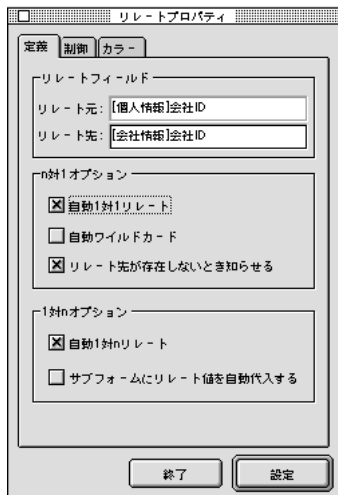 リレートプロパティ
定義 制御 カラー
リレートフィールド
リレート元: [個人情報]会社ID
リレート先: [会社情報]会社ID
n対1オプション
自動1対1リレート
自動ワイルドカード
リレート先が存在しないとき知らせる
1対nオプション
自動1対nリレート
サブフォームにリレート値を自動代入する
終了 設定